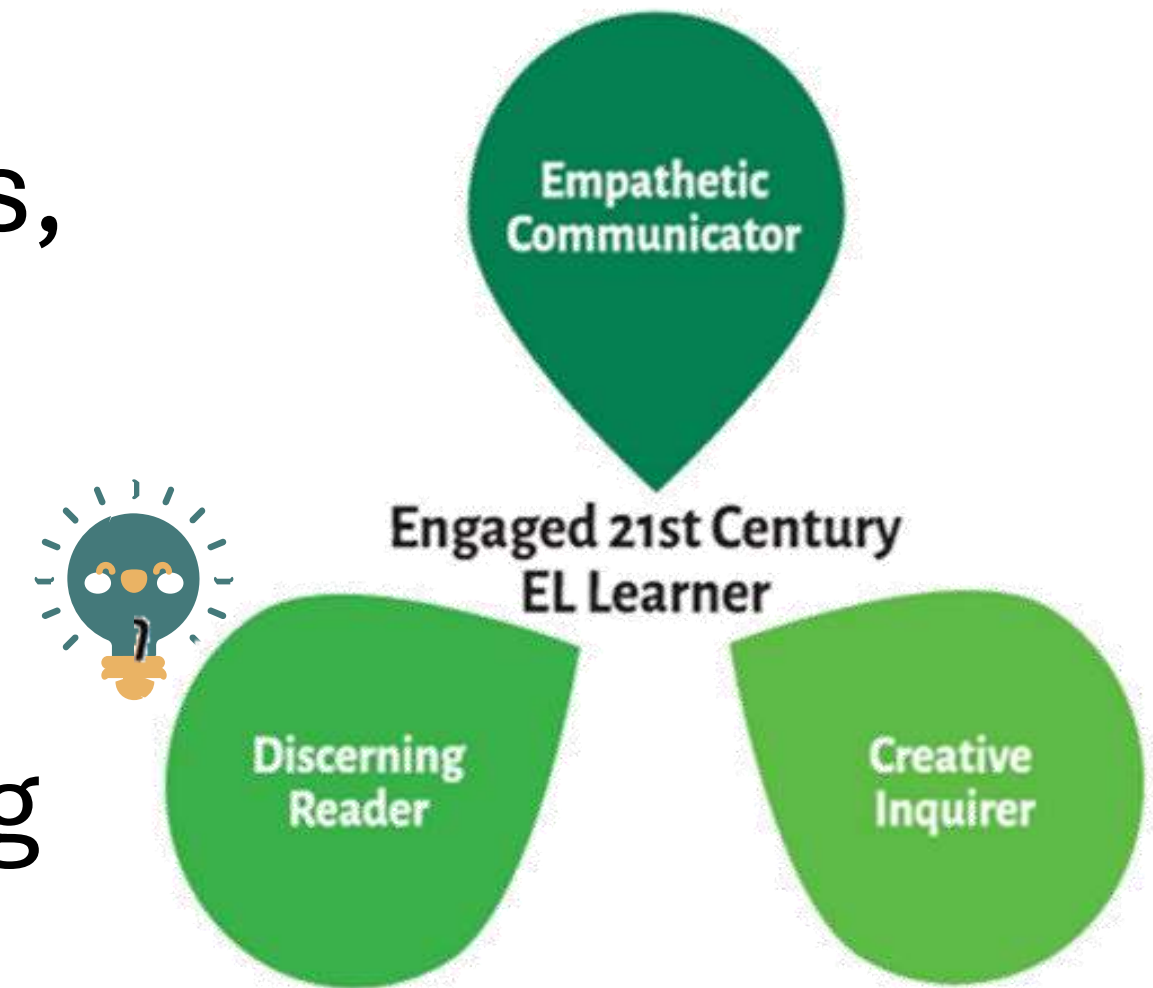 s,
Empathetic
Communicator
Engaged 21st Century
EL Learner
Discerning
Reader
Creative
Inquirer
g